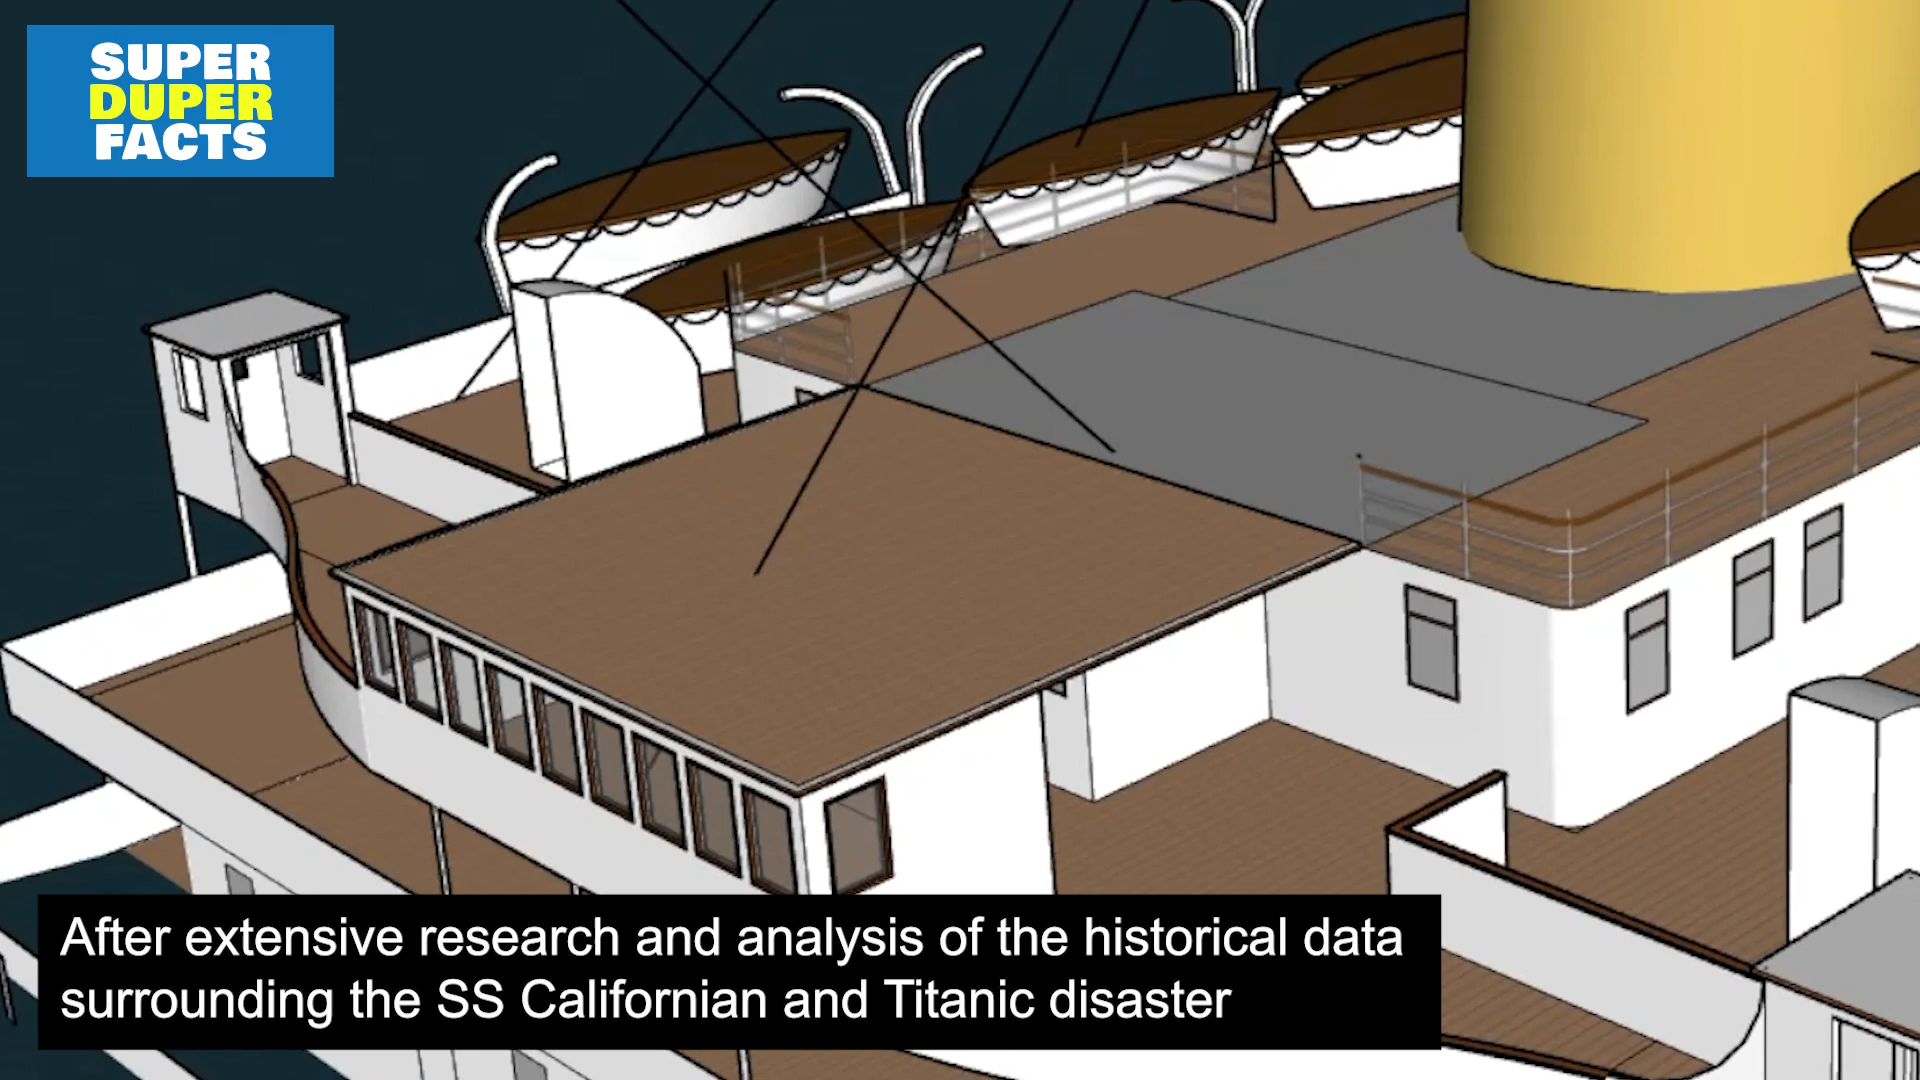 SUPER
DUPER
FACTS
After extensive research and analysis of the historical data
surrounding the SS Californian and Titanic disaster